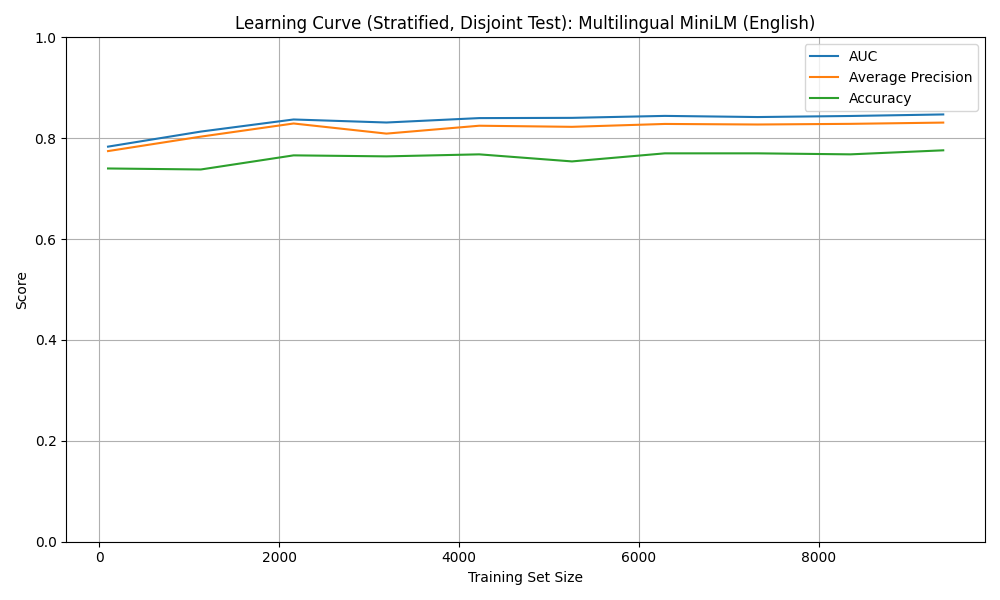 Learning Curve (Stratified, Disjoint Test): Multilingual MiniLM (English)
1.0
0.8
0.6
0.4
0.2
0.0
Score
AUC
Average Precision
Accuracy
0 2000 4000 6000 8000
Training Set Size